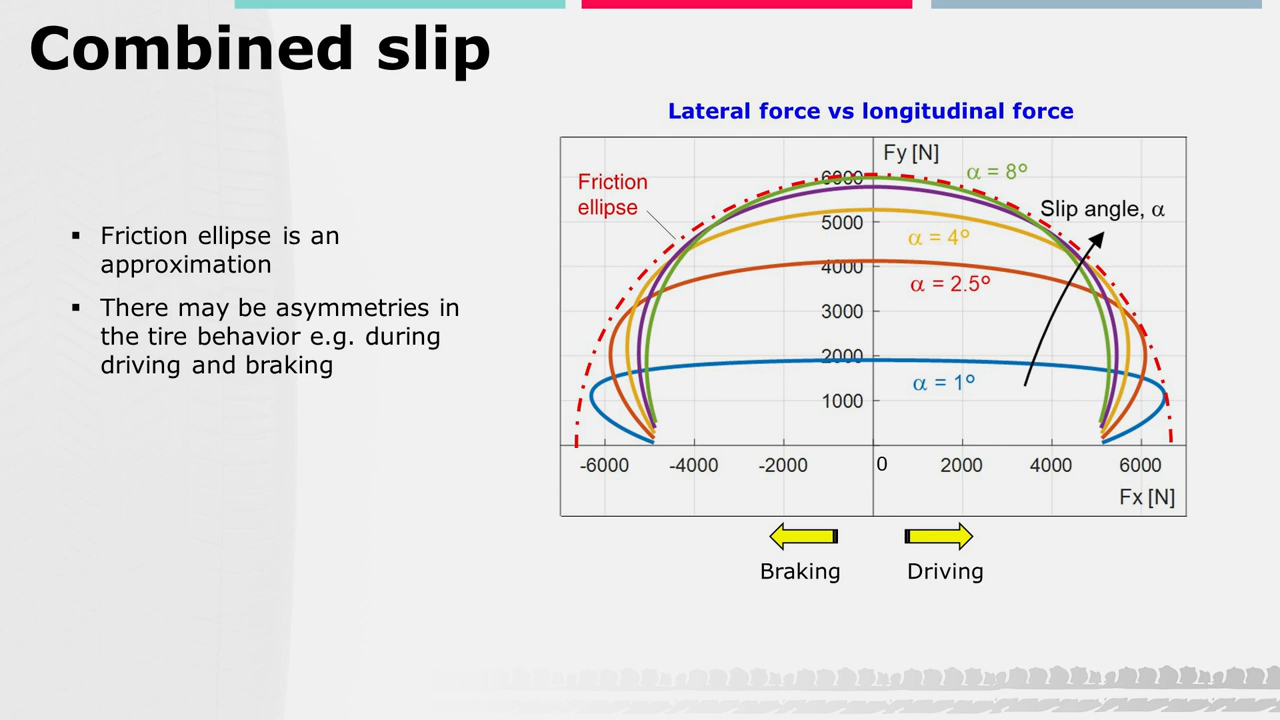 Combined slip
Lateral force vs longitudinal force
▪ Friction ellipse is an
approximation
▪ There may be asymmetries in
the tire behavior e.g. during
driving and braking
Fy [N]
Friction
ellipse
α = 8°
Slip angle, α
α = 4°
α = 2.5°
α = 1°
6000
5000
4000
3000
2000
1000
-6000 -4000 -2000 0 2000 4000 6000
Fx [N]
Braking Driving